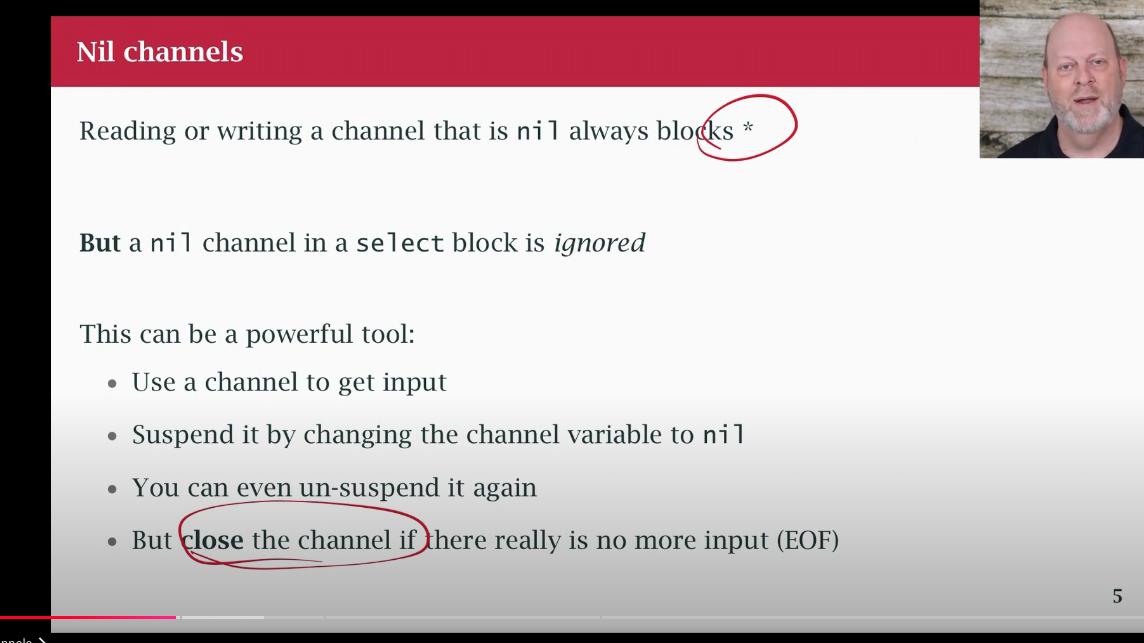 Nil channels
Reading or writing a channel that is nil always blocks *
But a nil channel in a select block is ignored
This can be a powerful tool:
• Use a channel to get input
• Suspend it by changing the channel variable to nil
• You can even un-suspend it again
• But close the channel if there really is no more input (EOF)
5